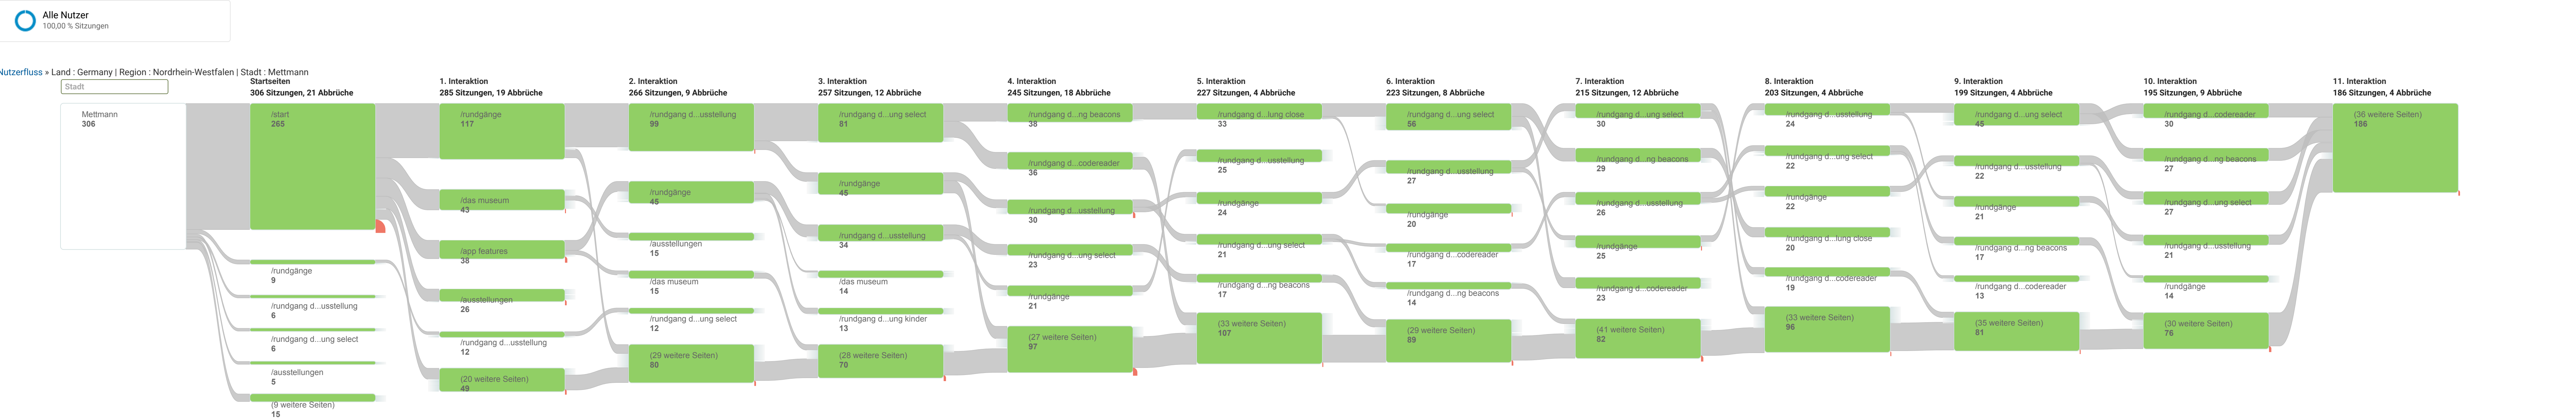 Alle Nutzer
100,00 % Sitzungen
Nutzerfluss » Land : Germany | Region : Nordrhein-Westfalen | Stadt : Mettmann
Stadt
Mettmann
306
Startseiten
306 Sitzungen, 21 Abbrüche
/start
265
/rundgänge
9
/rundgang d...usstellung
6
/rundgang d...ung select
6
/ausstellungen
5
(9 weitere Seiten)
15
1. Interaktion
285 Sitzungen, 19 Abbrüche
/rundgänge
117
/das museum
43
/app features
38
/ausstellungen
26
/rundgang d...usstellung
12
(20 weitere Seiten)
49
2. Interaktion
266 Sitzungen, 9 Abbrüche
/rundgang d...usstellung
99
/rundgänge
45
/ausstellungen
15
/das museum
15
/rundgang d...ung select
12
(29 weitere Seiten)
80
3. Interaktion
257 Sitzungen, 12 Abbrüche
/rundgang d...ung select
81
/rundgänge
45
/rundgang d...usstellung
34
/das museum
14
/rundgang d...ung kinder
13
(28 weitere Seiten)
70
4. Interaktion
245 Sitzungen, 18 Abbrüche
/rundgang d...ng beacons
38
/rundgang d...codereader
36
/rundgang d...usstellung
30
/rundgang d...ung select
23
/rundgänge
21
(27 weitere Seiten)
97
5. Interaktion
227 Sitzungen, 4 Abbrüche
/rundgang d...lung close
33
/rundgang d...usstellung
25
/rundgänge
24
/rundgang d...ung select
21
/rundgang d...ng beacons
17
(33 weitere Seiten)
107
6. Interaktion
223 Sitzungen, 8 Abbrüche
/rundgang d...ung select
56
/rundgang d...usstellung
27
/rundgänge
20
/rundgang d...codereader
17
/rundgang d...ng beacons
14
(29 weitere Seiten)
89
7. Interaktion
215 Sitzungen, 12 Abbrüche
/rundgang d...ung select
30
/rundgang d...ng beacons
29
/rundgang d...usstellung
26
/rundgänge
25
/rundgang d...codereader
23
(41 weitere Seiten)
82
8. Interaktion
203 Sitzungen, 4 Abbrüche
/rundgang d...usstellung
24
/rundgang d...ung select
22
/rundgänge
22
/rundgang d...lung close
20
/rundgang d...codereader
19
(33 weitere Seiten)
96
9. Interaktion
199 Sitzungen, 4 Abbrüche
/rundgang d...ung select
45
/rundgang d...usstellung
22
/rundgänge
21
/rundgang d...ng beacons
17
/rundgang d...codereader
13
(35 weitere Seiten)
81
10. Interaktion
195 Sitzungen, 9 Abbrüche
/rundgang d...codereader
30
/rundgang d...ng beacons
27
/rundgang d...ung select
27
/rundgang d...usstellung
21
/rundgänge
14
(30 weitere Seiten)
76
11. Interaktion
186 Sitzungen, 4 Abbrüche
(36 weitere Seiten)
186